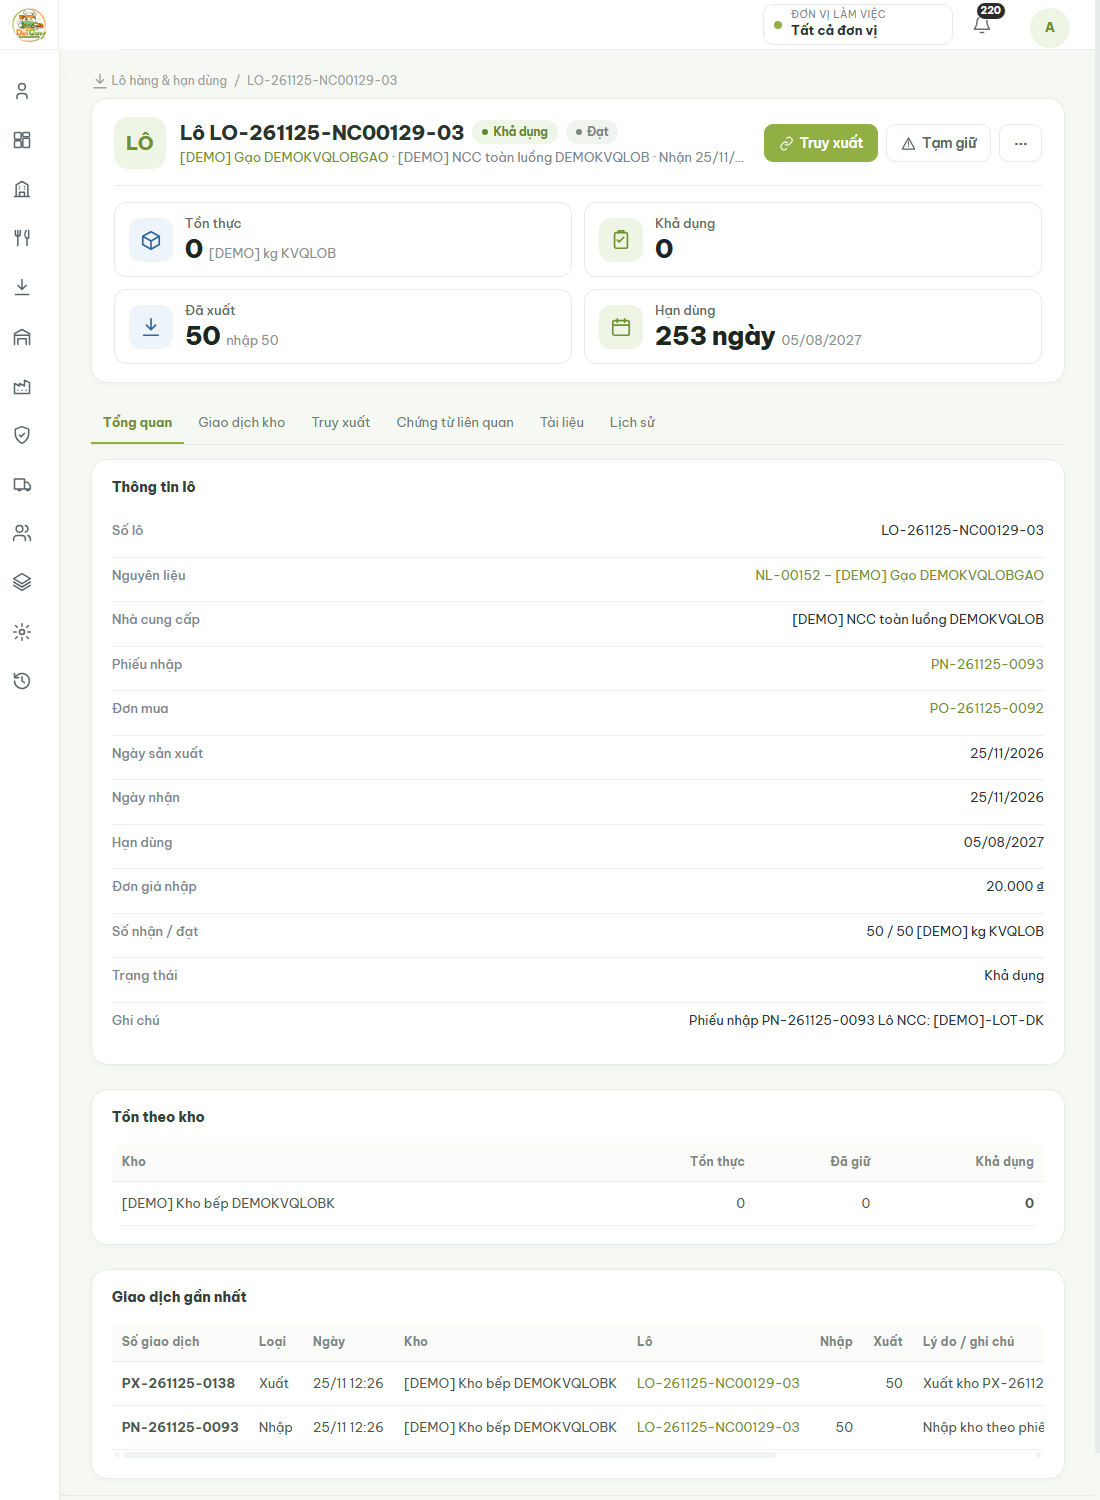 ĐƠN VỊ LÀM VIỆC
Tất cả đơn vị
220
A
Lô hàng & hạn dùng / LO-261125-NC00129-03
LÔ
Lô LO-261125-NC00129-03
Khả dụng
Đạt
[DEMO] Gạo DEMOKVQLOBGAO · [DEMO] NCC toàn luồng DEMOKVQLOB · Nhận 25/11/...
Truy xuất
Tạm giữ
...
Tồn thực
0 [DEMO] kg KVQLOB
Khả dụng
0
Đã xuất
50 nhập 50
Hạn dùng
253 ngày 05/08/2027
Tổng quan
Giao dịch kho
Truy xuất
Chứng từ liên quan
Tài liệu
Lịch sử
Thông tin lô
Số lô LO-261125-NC00129-03
Nguyên liệu NL-00152 – [DEMO] Gạo DEMOKVQLOBGAO
Nhà cung cấp [DEMO] NCC toàn luồng DEMOKVQLOB
Phiếu nhập PN-261125-0093
Đơn mua PO-261125-0092
Ngày sản xuất 25/11/2026
Ngày nhận 25/11/2026
Hạn dùng 05/08/2027
Đơn giá nhập 20.000 ₫
Số nhận / đạt 50 / 50 [DEMO] kg KVQLOB
Trạng thái Khả dụng
Ghi chú Phiếu nhập PN-261125-0093 Lô NCC: [DEMO]-LOT-DK
Tồn theo kho
Kho Tồn thực Đã giữ Khả dụng
[DEMO] Kho bếp DEMOKVQLOBK 0 0 0
Giao dịch gần nhất
Số giao dịch Loại Ngày Kho Lô Nhập Xuất Lý do / ghi chú
PX-261125-0138 Xuất 25/11 12:26 [DEMO] Kho bếp DEMOKVQLOBK LO-261125-NC00129-03 50 Xuất kho PX-26112
PN-261125-0093 Nhập 25/11 12:26 [DEMO] Kho bếp DEMOKVQLOBK LO-261125-NC00129-03 50 Nhập kho theo phiế